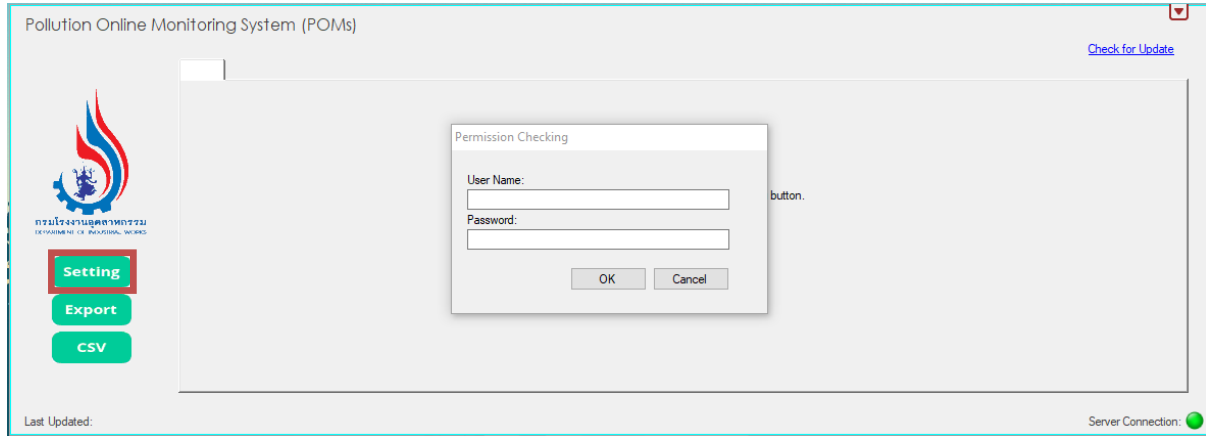 Pollution Online Monitoring System (POMs)
Check for Update
Permission Checking
User Name:
button.
Password:
กรมโรงงานอุตสาหกรรม
DEPARTMENT OF INDUSTRIAL WORKS
OK Cancel
Setting
Export
CSV
Last Updated:
Server Connection: